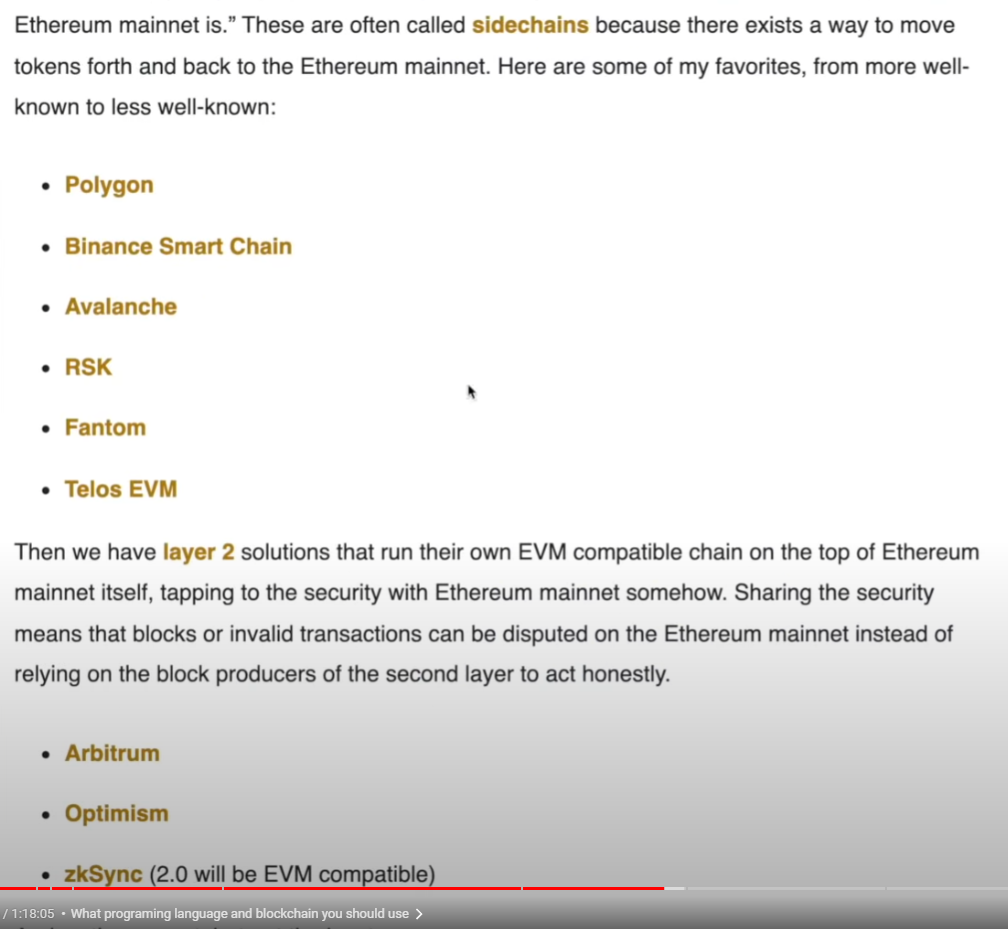 Ethereum mainnet is.” These are often called sidechains because there exists a way to move
tokens forth and back to the Ethereum mainnet. Here are some of my favorites, from more well-
known to less well-known:
• Polygon
• Binance Smart Chain
• Avalanche
• RSK
• Fantom
• Telos EVM
Then we have layer 2 solutions that run their own EVM compatible chain on the top of Ethereum
mainnet itself, tapping to the security with Ethereum mainnet somehow. Sharing the security
means that blocks or invalid transactions can be disputed on the Ethereum mainnet instead of
relying on the block producers of the second layer to act honestly.
• Arbitrum
• Optimism
• zkSync (2.0 will be EVM compatible)
/ 1:18:05 • What programing language and blockchain you should use >